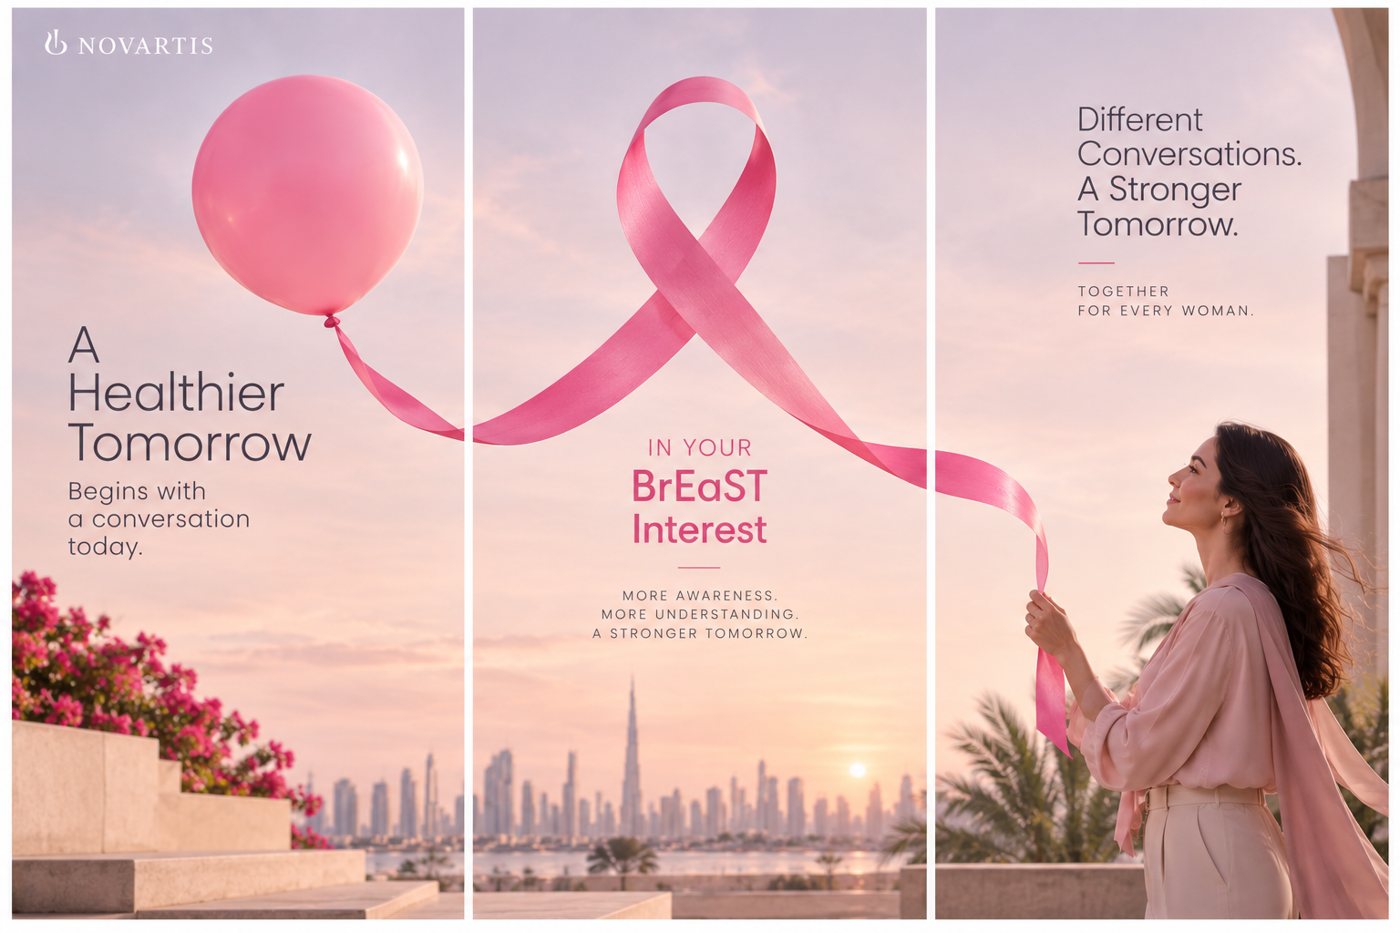 NOVARTIS
A
Healthier
Tomorrow
Begins with
a conversation
today.
IN YOUR
BrEaST
Interest
MORE AWARENESS.
MORE UNDERSTANDING.
A STRONGER TOMORROW.
Different
Conversations.
A Stronger
Tomorrow.
TOGETHER
FOR EVERY WOMAN.